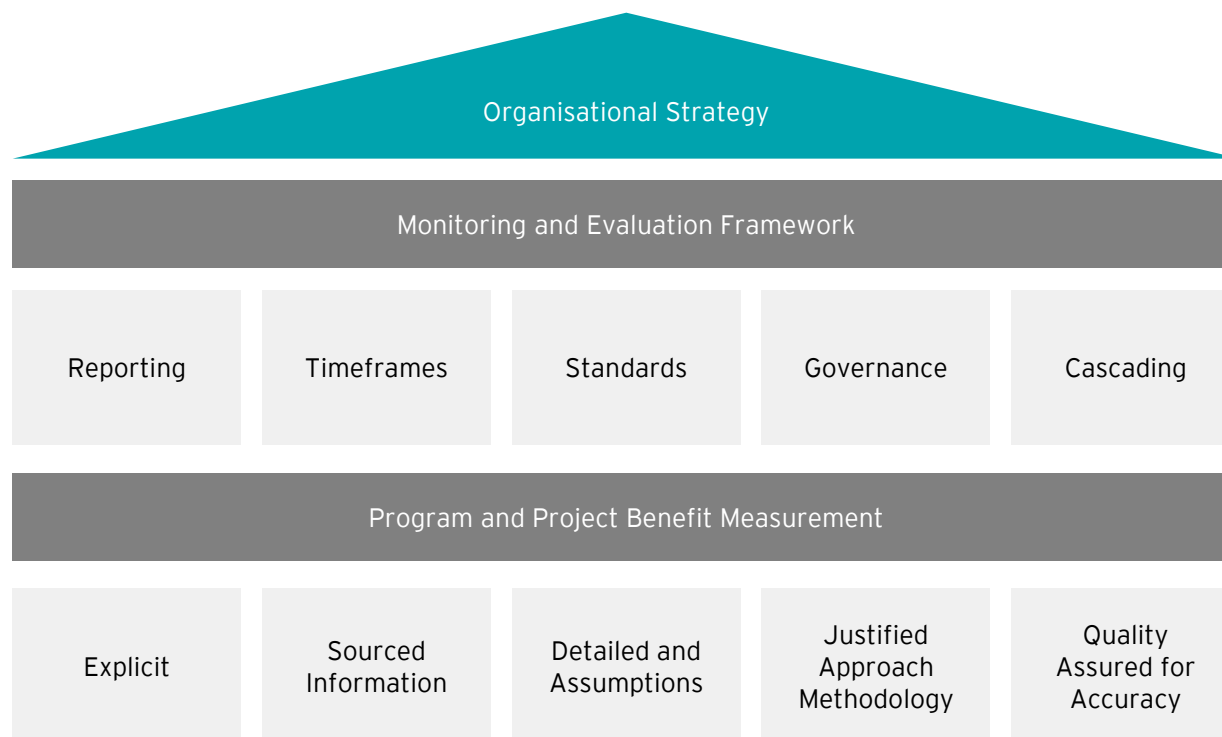 Organisational Strategy
Monitoring and Evaluation Framework
Reporting
Timeframes
Standards
Governance
Cascading
Program and Project Benefit Measurement
Explicit
Sourced
Information
Detailed and
Assumptions
Justified
Approach
Methodology
Quality
Assured for
Accuracy